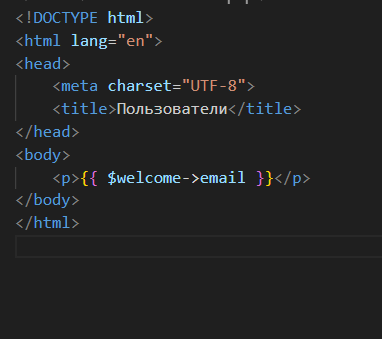 <!DOCTYPE html>
<html lang="en">
<head>
    <meta charset="UTF-8">
    <title>Пользователи</title>
</head>
<body>
    <p>{{ $welcome->email }}</p>
</body>
</html>